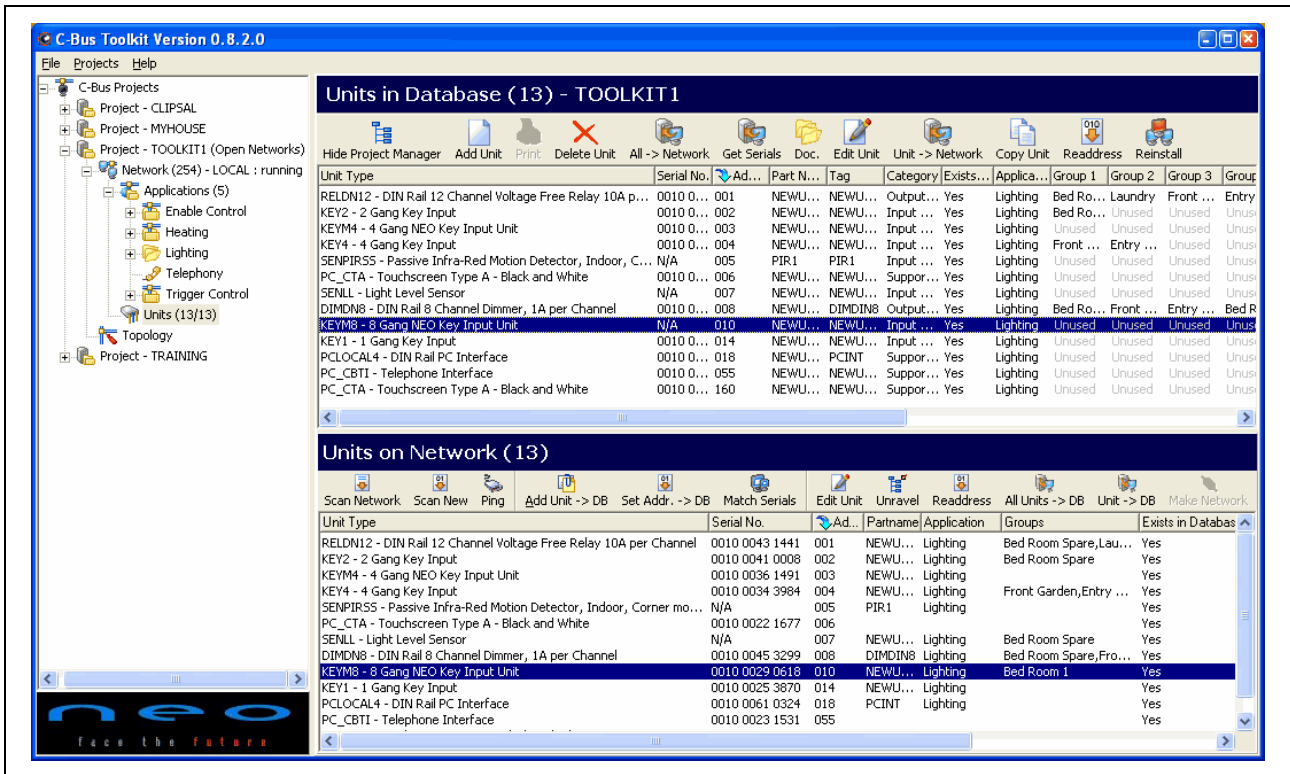 C-Bus Toolkit Version 0.8.2.0
File Projects Help
C-Bus Projects
Project - CLIPSAL
Project - MYHOUSE
Project - TOOLKIT1 (Open Networks)
Network (254) - LOCAL : running
Applications (5)
Enable Control
Heating
Lighting
Telephony
Trigger Control
Units (13/13)
Topology
Project - TRAINING
neo
face the future
Units in Database (13) - TOOLKIT1
Hide Project Manager Add Unit Print Delete Unit All -> Network Get Serials Doc. Edit Unit Unit -> Network Copy Unit Readdress Reinstall
Unit Type Serial No. Ad... Part N... Tag Category Exists... Applica... Group 1 Group 2 Group 3 Group
RELDN12 - DIN Rail 12 Channel Voltage Free Relay 10A p... 0010 0... 001 NEWU... NEWU... Output... Yes Lighting Bed Ro... Laundry Front ... Entry
KEY2 - 2 Gang Key Input 0010 0... 002 NEWU... NEWU... Input ... Yes Lighting Bed Ro... Unused Unused Unus
KEYM4 - 4 Gang NEO Key Input Unit 0010 0... 003 NEWU... NEWU... Input ... Yes Lighting Unused Unused Unused Unus
KEY4 - 4 Gang Key Input 0010 0... 004 NEWU... NEWU... Input ... Yes Lighting Front ... Entry ... Unused Unus
SENPIRSS - Passive Infra-Red Motion Detector, Indoor, C... N/A 005 PIR1 PIR1 Input ... Yes Lighting Unused Unused Unused Unus
PC_CTA - Touchscreen Type A - Black and White 0010 0... 006 NEWU... NEWU... Suppor... Yes Lighting Unused Unused Unused Unus
SENLL - Light Level Sensor N/A 007 NEWU... NEWU... Input ... Yes Lighting Unused Unused Unused Unus
DIMDN8 - DIN Rail 8 Channel Dimmer, 1A per Channel 0010 0... 008 NEWU... DIMDIN8 Output... Yes Lighting Bed Ro... Front ... Entry ... Bed R
KEYM8 - 8 Gang NEO Key Input Unit N/A 010 NEWU... NEWU... Input ... Yes Lighting Unused Unused Unused Unus
KEY1 - 1 Gang Key Input 0010 0... 014 NEWU... NEWU... Input ... Yes Lighting Unused Unused Unused Unus
PCLOCAL4 - DIN Rail PC Interface 0010 0... 018 NEWU... PCINT Suppor... Yes Lighting Unused Unused Unused Unus
PC_CBTI - Telephone Interface 0010 0... 055 NEWU... NEWU... Suppor... Yes Lighting Unused Unused Unused Unus
PC_CTA - Touchscreen Type A - Black and White 0010 0... 160 NEWU... NEWU... Suppor... Yes Lighting Unused Unused Unused Unus
Units on Network (13)
Scan Network Scan New Ping Add Unit -> DB Set Addr. -> DB Match Serials Edit Unit Unravel Readdress All Units -> DB Unit -> DB Make Network
Unit Type Serial No. Ad... Partname Application Groups Exists in Databas
RELDN12 - DIN Rail 12 Channel Voltage Free Relay 10A per Channel 0010 0043 1441 001 NEWU... Lighting Bed Room Spare,Lau... Yes
KEY2 - 2 Gang Key Input 0010 0041 0008 002 NEWU... Lighting Bed Room Spare Yes
KEYM4 - 4 Gang NEO Key Input Unit 0010 0036 1491 003 NEWU... Lighting Yes
KEY4 - 4 Gang Key Input 0010 0034 3984 004 NEWU... Lighting Front Garden,Entry ... Yes
SENPIRSS - Passive Infra-Red Motion Detector, Indoor, Corner mo... N/A 005 PIR1 Lighting Yes
PC_CTA - Touchscreen Type A - Black and White 0010 0022 1677 006 Yes
SENLL - Light Level Sensor N/A 007 NEWU... Lighting Bed Room Spare Yes
DIMDN8 - DIN Rail 8 Channel Dimmer, 1A per Channel 0010 0045 3299 008 DIMDIN8 Lighting Bed Room Spare,Fro... Yes
KEYM8 - 8 Gang NEO Key Input Unit 0010 0029 0618 010 NEWU... Lighting Bed Room 1 Yes
KEY1 - 1 Gang Key Input 0010 0025 3870 014 NEWU... Lighting Yes
PCLOCAL4 - DIN Rail PC Interface 0010 0061 0324 018 PCINT Lighting Yes
PC_CBTI - Telephone Interface 0010 0023 1531 055 Yes